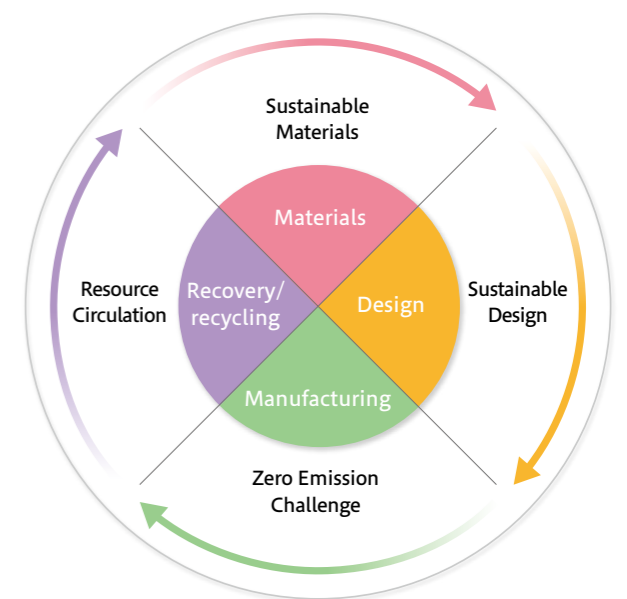 Sustainable
Materials
Materials
Resource
Circulation
Recovery/
recycling
Design
Sustainable
Design
Manufacturing
Zero Emission
Challenge